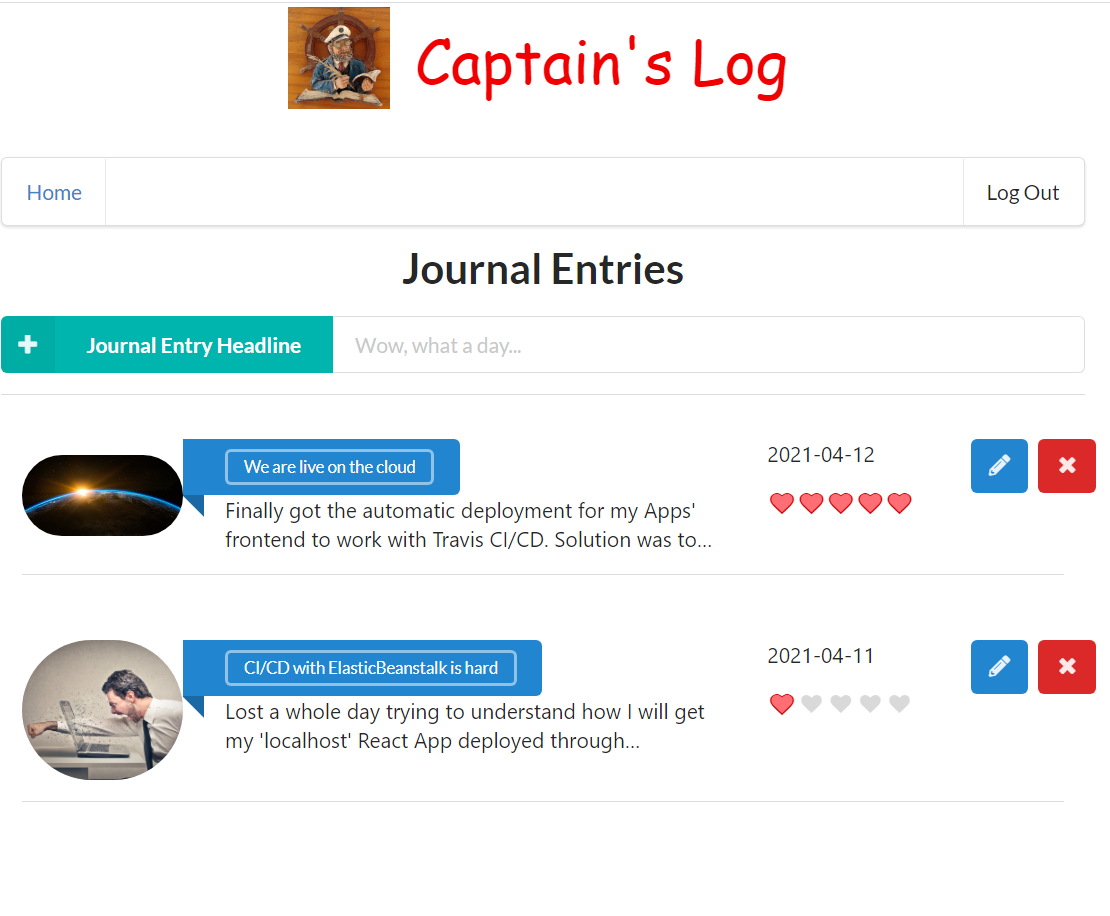 Captain's Log
Home
Log Out
Journal Entries
Journal Entry Headline
Wow, what a day...
We are live on the cloud
2021-04-12
Finally got the automatic deployment for my Apps'
frontend to work with Travis CI/CD. Solution was to...
CI/CD with ElasticBeanstalk is hard
2021-04-11
Lost a whole day trying to understand how I will get
my 'localhost' React App deployed through...